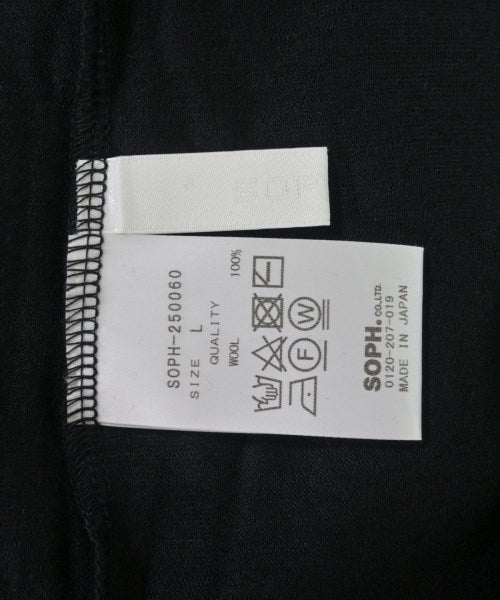 SOPH-250060
SIZE L
QUALITY
WOOL 100%
F W
SOPH® CO.,LTD.
0120-207-019
MADE IN JAPAN